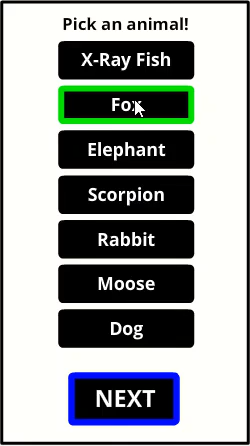 Pick an animal!
X-Ray Fish
Fox
Elephant
Scorpion
Rabbit
Moose
Dog
NEXT